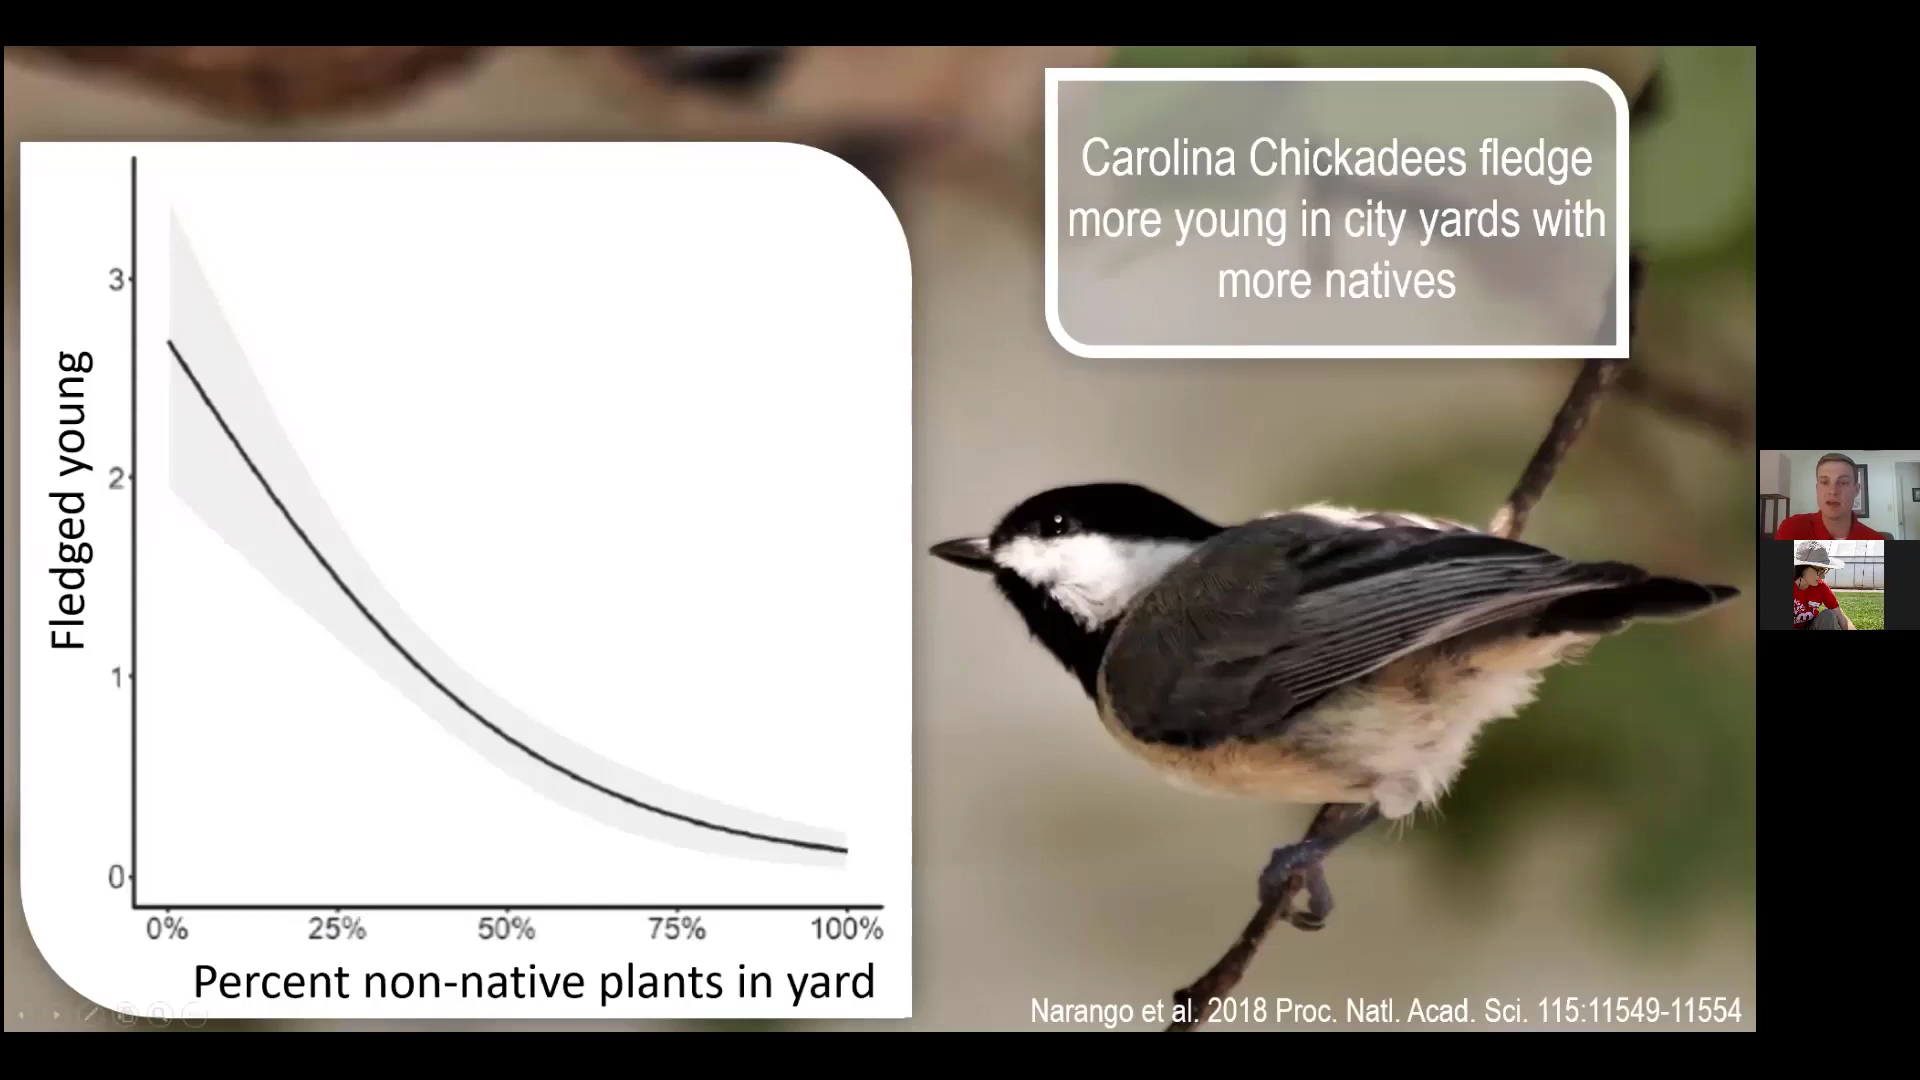 Carolina Chickadees fledge
more young in city yards with
more natives
Fledged young
3
2
1
0
0% 25% 50% 75% 100%
Percent non-native plants in yard
Narango et al. 2018 Proc. Natl. Acad. Sci. 115:11549-11554